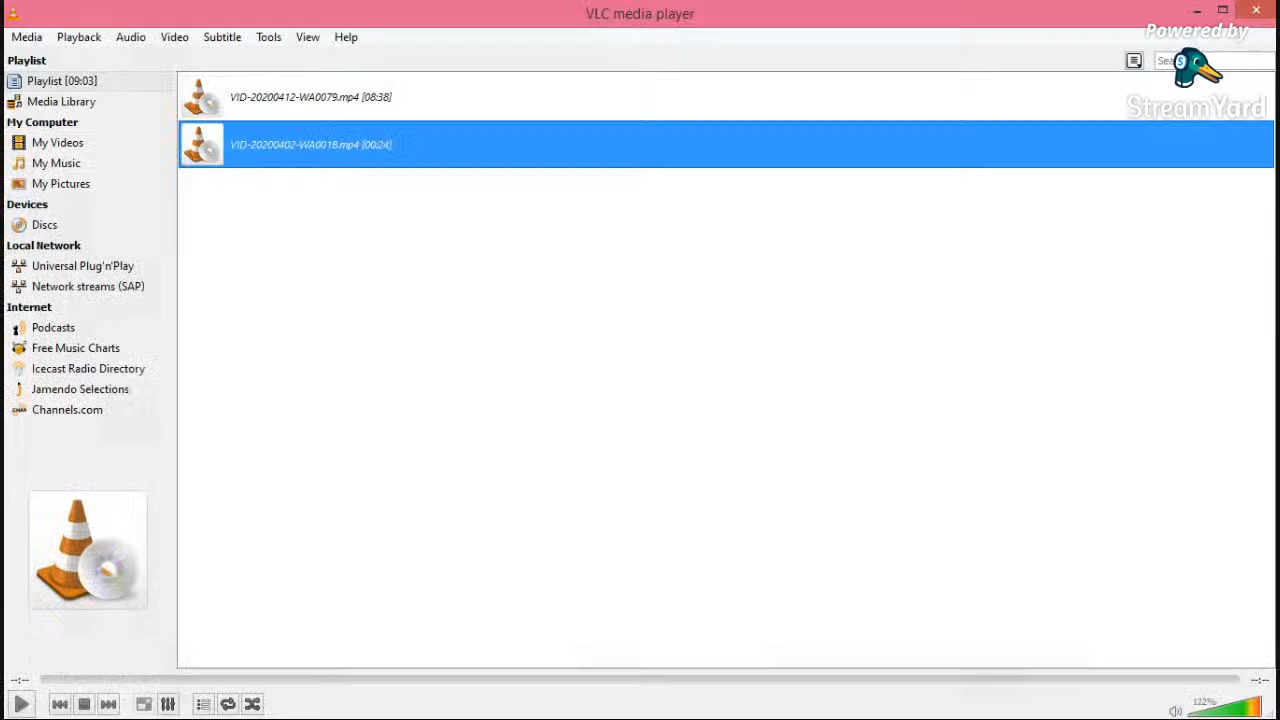 VLC media player
Powered by
Media Playback Audio Video Subtitle Tools View Help
Playlist
Sea
StreamYard
Playlist [09:03]
Media Library
My Computer
My Videos
My Music
My Pictures
Devices
Discs
Local Network
Universal Plug'n'Play
Network streams (SAP)
Internet
Podcasts
Free Music Charts
Icecast Radio Directory
Jamendo Selections
Channels.com
VID-20200412-WA0079.mp4 [08:38]
VID-20200402-WA0018.mp4 [00:24]
--:--
--:--
122%